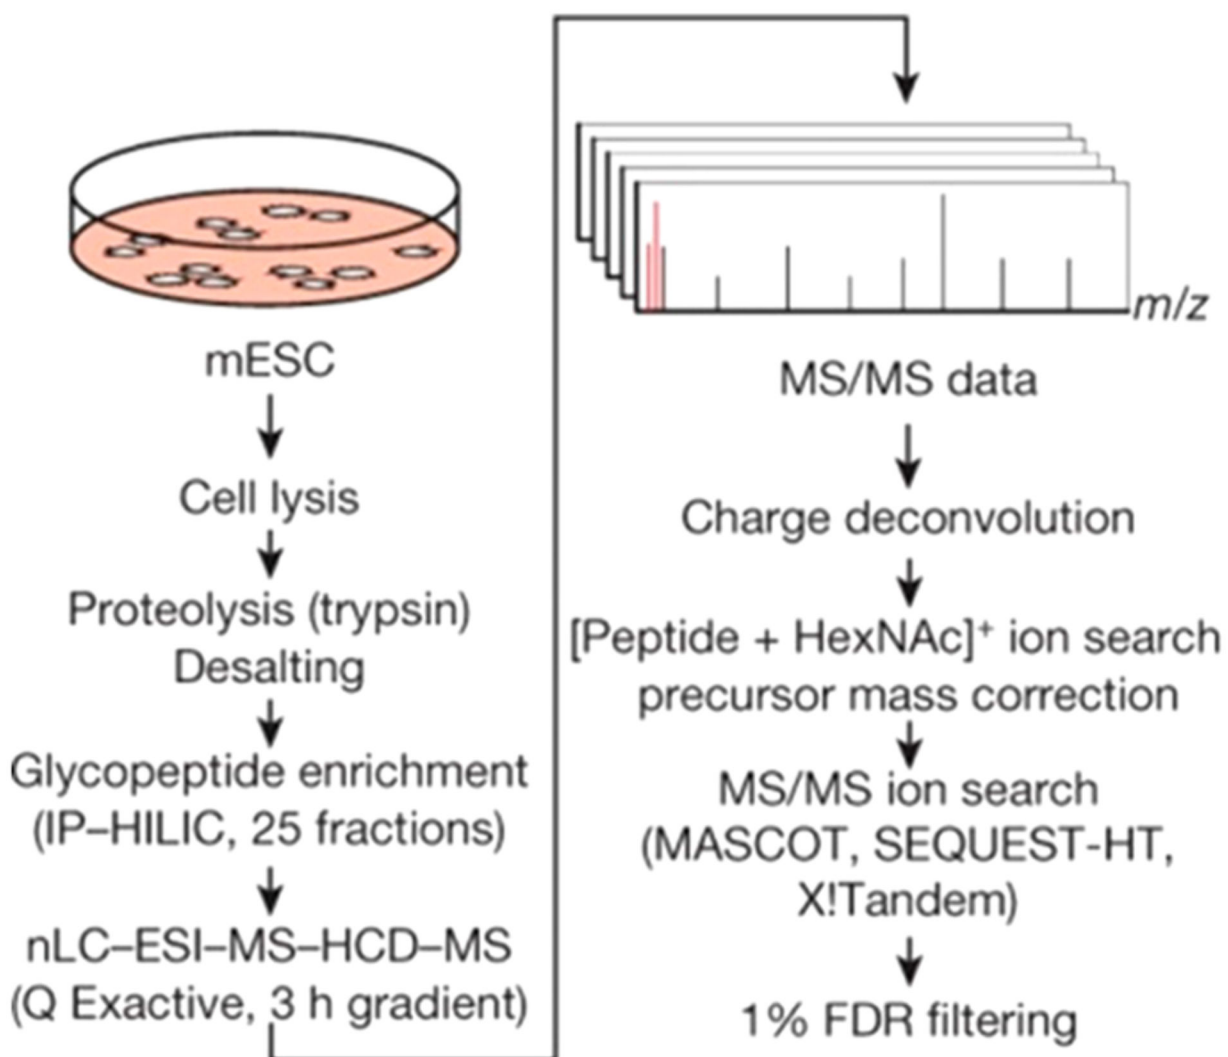 mESC
Cell lysis
Proteolysis (trypsin)
Desalting
Glycopeptide enrichment
(IP–HILIC, 25 fractions)
nLC–ESI–MS–HCD–MS
(Q Exactive, 3 h gradient)
m/z
MS/MS data
Charge deconvolution
[Peptide + HexNAc]⁺ ion search
precursor mass correction
MS/MS ion search
(MASCOT, SEQUEST-HT,
X!Tandem)
1% FDR filtering